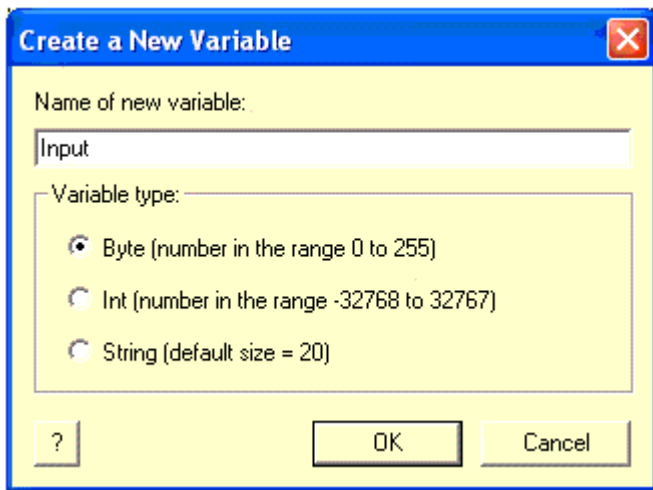 Create a New Variable
Name of new variable:
Input
Variable type:
Byte (number in the range 0 to 255)
Int (number in the range -32768 to 32767)
String (default size = 20)
? OK Cancel